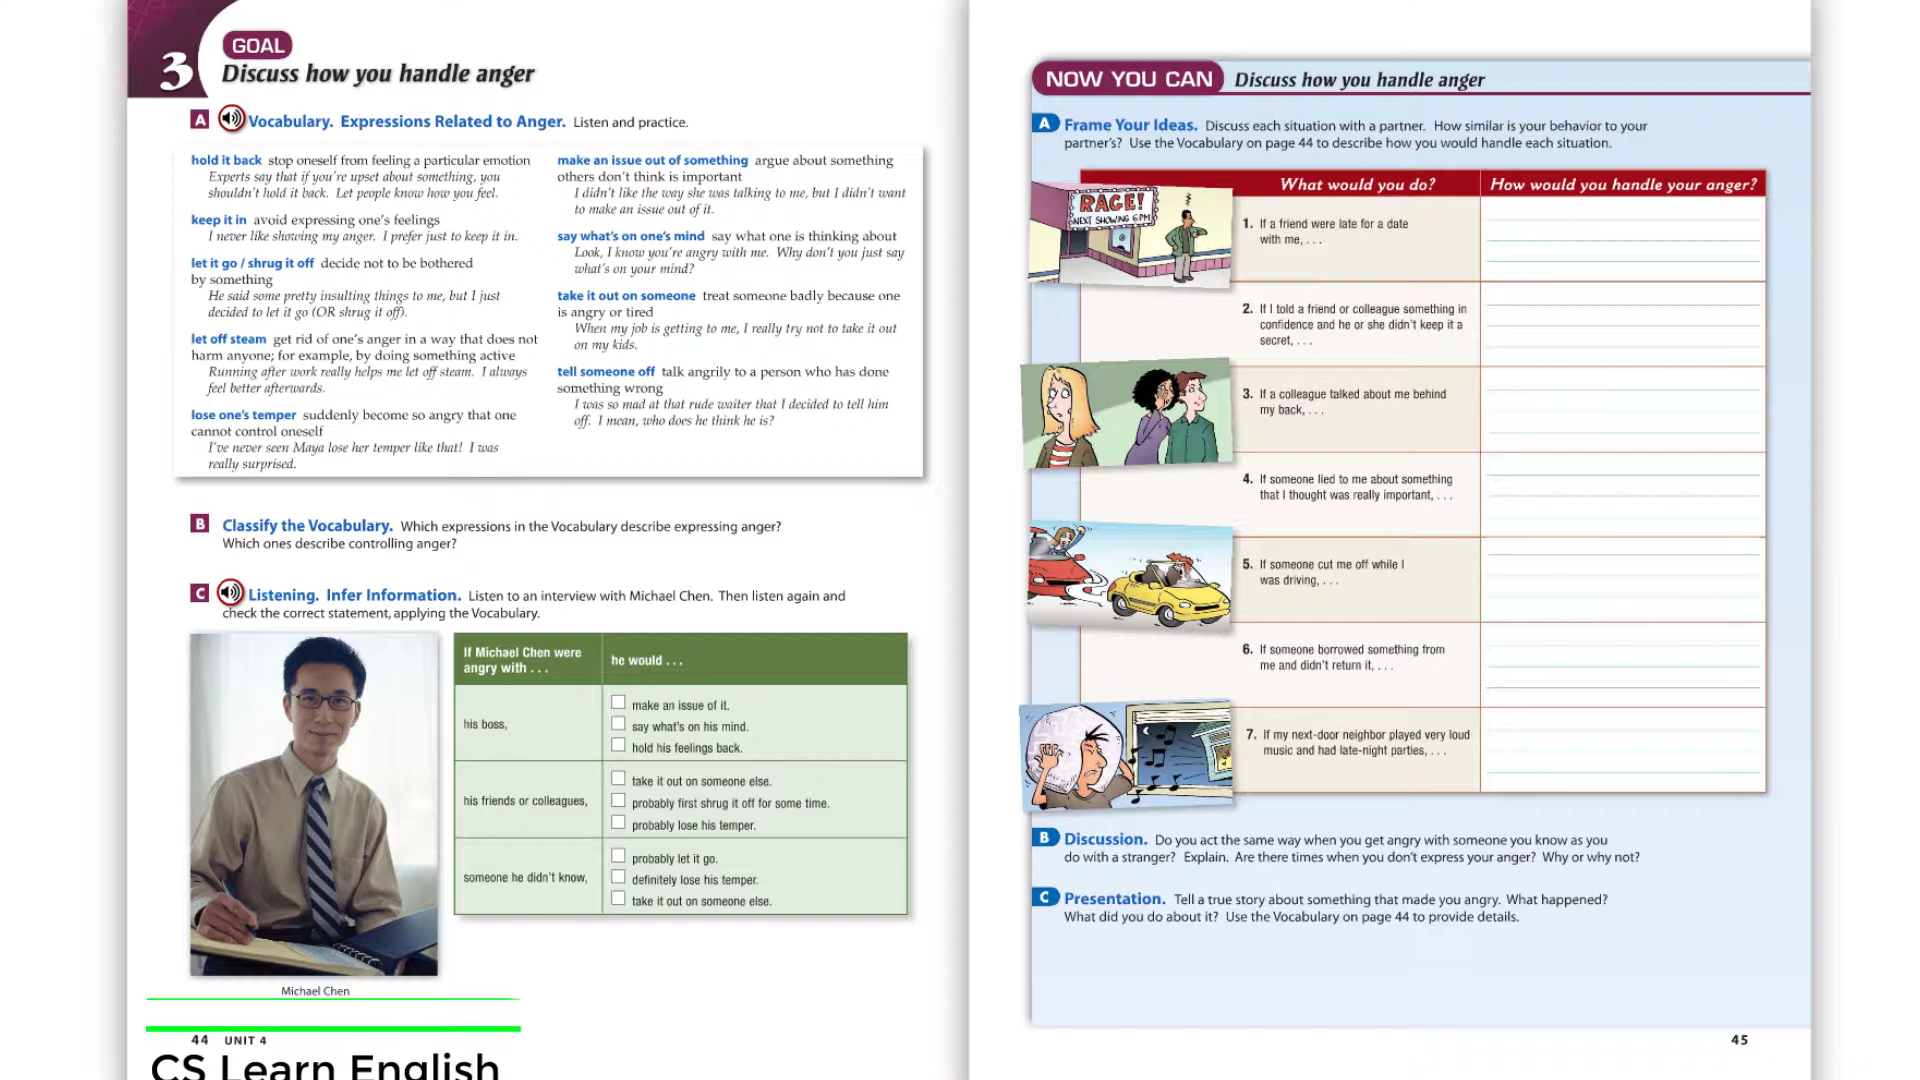 3
GOAL
Discuss how you handle anger
A Vocabulary. Expressions Related to Anger. Listen and practice.
hold it back stop oneself from feeling a particular emotion
Experts say that if you're upset about something, you
shouldn't hold it back. Let people know how you feel.
keep it in avoid expressing one's feelings
I never like showing my anger. I prefer just to keep it in.
let it go / shrug it off decide not to be bothered
by something
He said some pretty insulting things to me, but I just
decided to let it go (OR shrug it off).
let off steam get rid of one's anger in a way that does not
harm anyone; for example, by doing something active
Running after work really helps me let off steam. I always
feel better afterwards.
lose one's temper suddenly become so angry that one
cannot control oneself
I've never seen Maya lose her temper like that! I was
really surprised.
make an issue out of something argue about something
others don't think is important
I didn't like the way she was talking to me, but I didn't want
to make an issue out of it.
say what's on one's mind say what one is thinking about
Look, I know you're angry with me. Why don't you just say
what's on your mind?
take it out on someone treat someone badly because one
is angry or tired
When my job is getting to me, I really try not to take it out
on my kids.
tell someone off talk angrily to a person who has done
something wrong
I was so mad at that rude waiter that I decided to tell him
off. I mean, who does he think he is?
B Classify the Vocabulary. Which expressions in the Vocabulary describe expressing anger?
Which ones describe controlling anger?
C Listening. Infer Information. Listen to an interview with Michael Chen. Then listen again and
check the correct statement, applying the Vocabulary.
If Michael Chen were
angry with . . .
he would . . .
his boss,
make an issue of it.
say what's on his mind.
hold his feelings back.
his friends or colleagues,
take it out on someone else.
probably first shrug it off for some time.
probably lose his temper.
someone he didn't know,
probably let it go.
definitely lose his temper.
take it out on someone else.
Michael Chen
44 UNIT 4
CS Learn English
NOW YOU CAN Discuss how you handle anger
A Frame Your Ideas. Discuss each situation with a partner. How similar is your behavior to your
partner's? Use the Vocabulary on page 44 to describe how you would handle each situation.
What would you do?
How would you handle your anger?
RAGE!
NEXT SHOWING 6 PM
1. If a friend were late for a date
with me, . . .
2. If I told a friend or colleague something in
confidence and he or she didn't keep it a
secret, . . .
3. If a colleague talked about me behind
my back, . . .
4. If someone lied to me about something
that I thought was really important, . . .
5. If someone cut me off while I
was driving, . . .
6. If someone borrowed something from
me and didn't return it, . . .
7. If my next-door neighbor played very loud
music and had late-night parties, . . .
B Discussion. Do you act the same way when you get angry with someone you know as you
do with a stranger? Explain. Are there times when you don't express your anger? Why or why not?
C Presentation. Tell a true story about something that made you angry. What happened?
What did you do about it? Use the Vocabulary on page 44 to provide details.
45